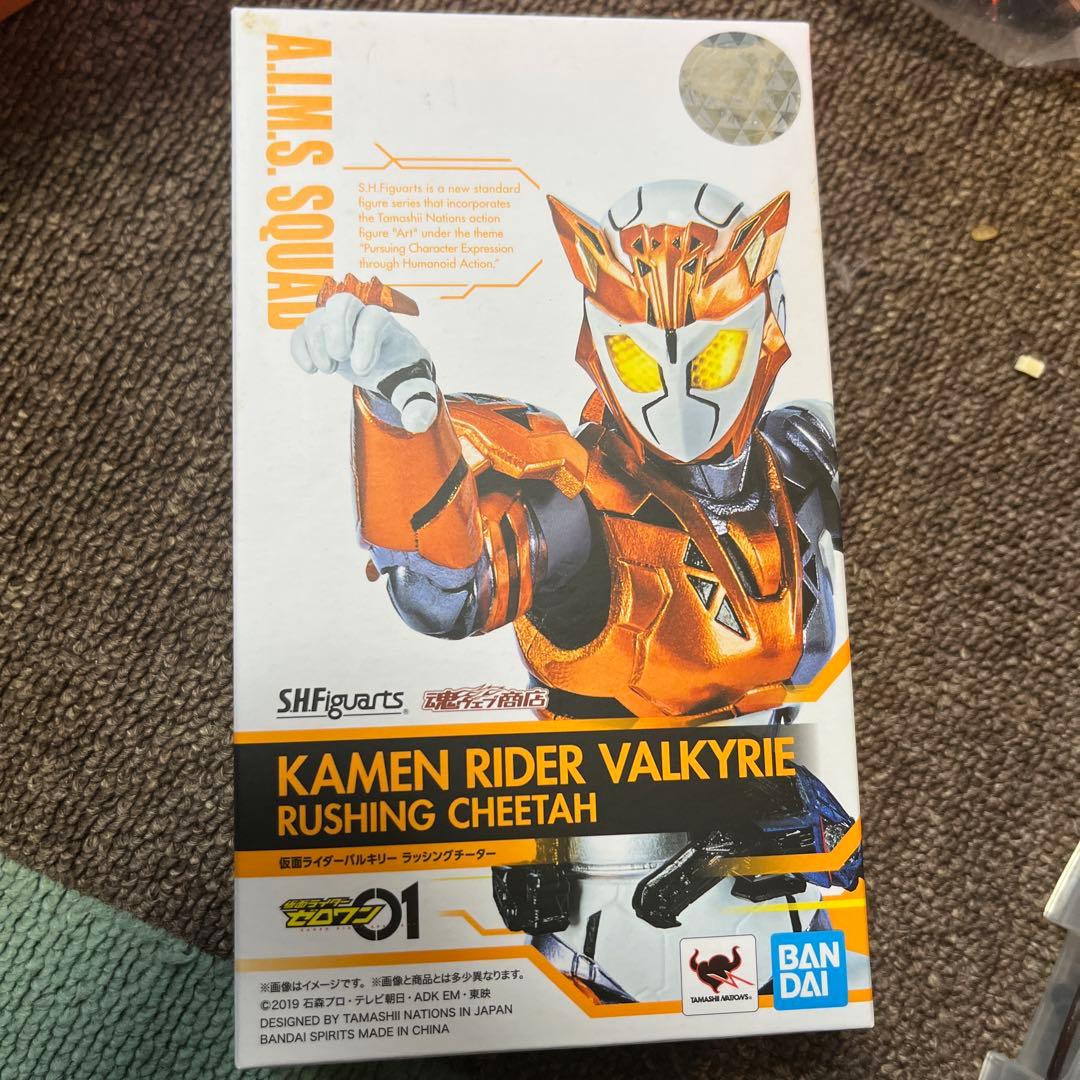 A.I.M.S. SQUAD
S.H.Figuarts is a new standard
figure series that incorporates
the Tamashii Nations action
figure "Art" under the theme
"Pursuing Character Expression
through Humanoid Action."
S.H.Figuarts
魂ウェブ商店
KAMEN RIDER VALKYRIE
RUSHING CHEETAH
仮面ライダーバルキリー ラッシングチーター
仮面ライダー
ゼロワン 01
※画像はイメージです。 ※画像と商品とは多少異なります。
©2019 石森プロ・テレビ朝日・ADK EM・東映
DESIGNED BY TAMASHII NATIONS IN JAPAN
BANDAI SPIRITS MADE IN CHINA
TAMASHII NATIONS
BAN
DAI